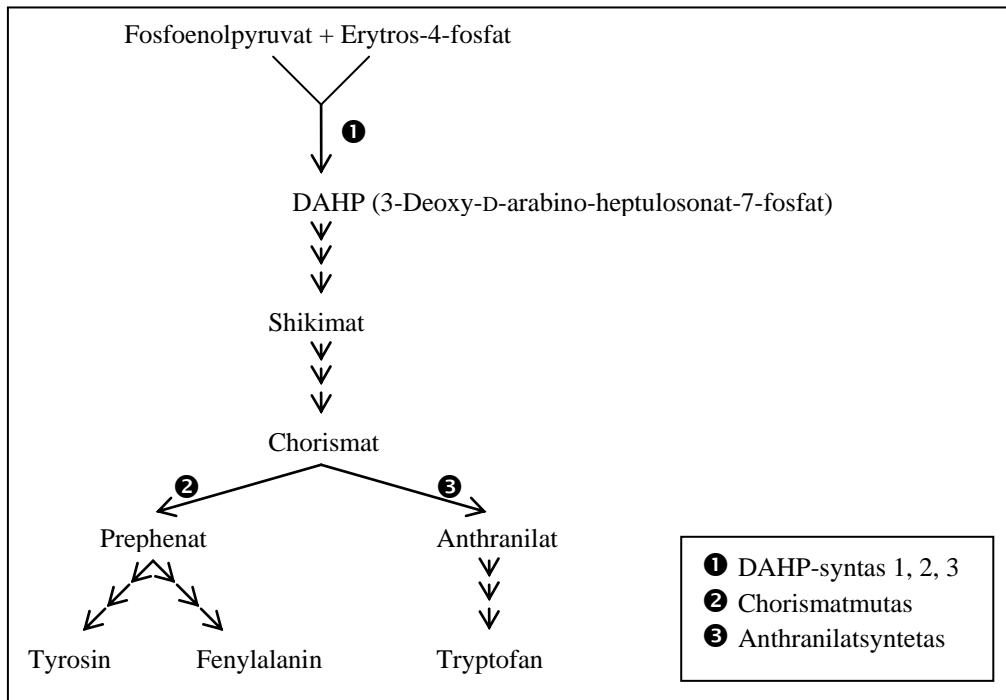 Fosfoenolpyruvat + Erytros-4-fosfat
❶
DAHP (3-Deoxy-D-arabino-heptulosonat-7-fosfat)
Shikimat
Chorismat
❷ ❸
Prephenat Anthranilat
Tyrosin Fenylalanin Tryptofan
❶ DAHP-syntas 1, 2, 3
❷ Chorismatmutas
❸ Anthranilatsyntetas